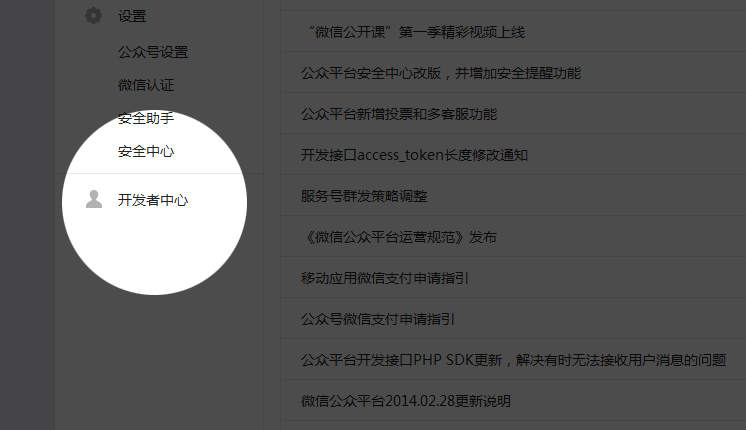 设置
公众号设置
微信认证
安全助手
安全中心
开发者中心
“微信公开课”第一季精彩视频上线
公众平台安全中心改版，并增加安全提醒功能
公众平台新增投票和多客服功能
开发接口access_token长度修改通知
服务号群发策略调整
《微信公众平台运营规范》发布
移动应用微信支付申请指引
公众号微信支付申请指引
公众平台开发接口PHP SDK更新，解决有时无法接收用户消息的问题
微信公众平台2014.02.28更新说明